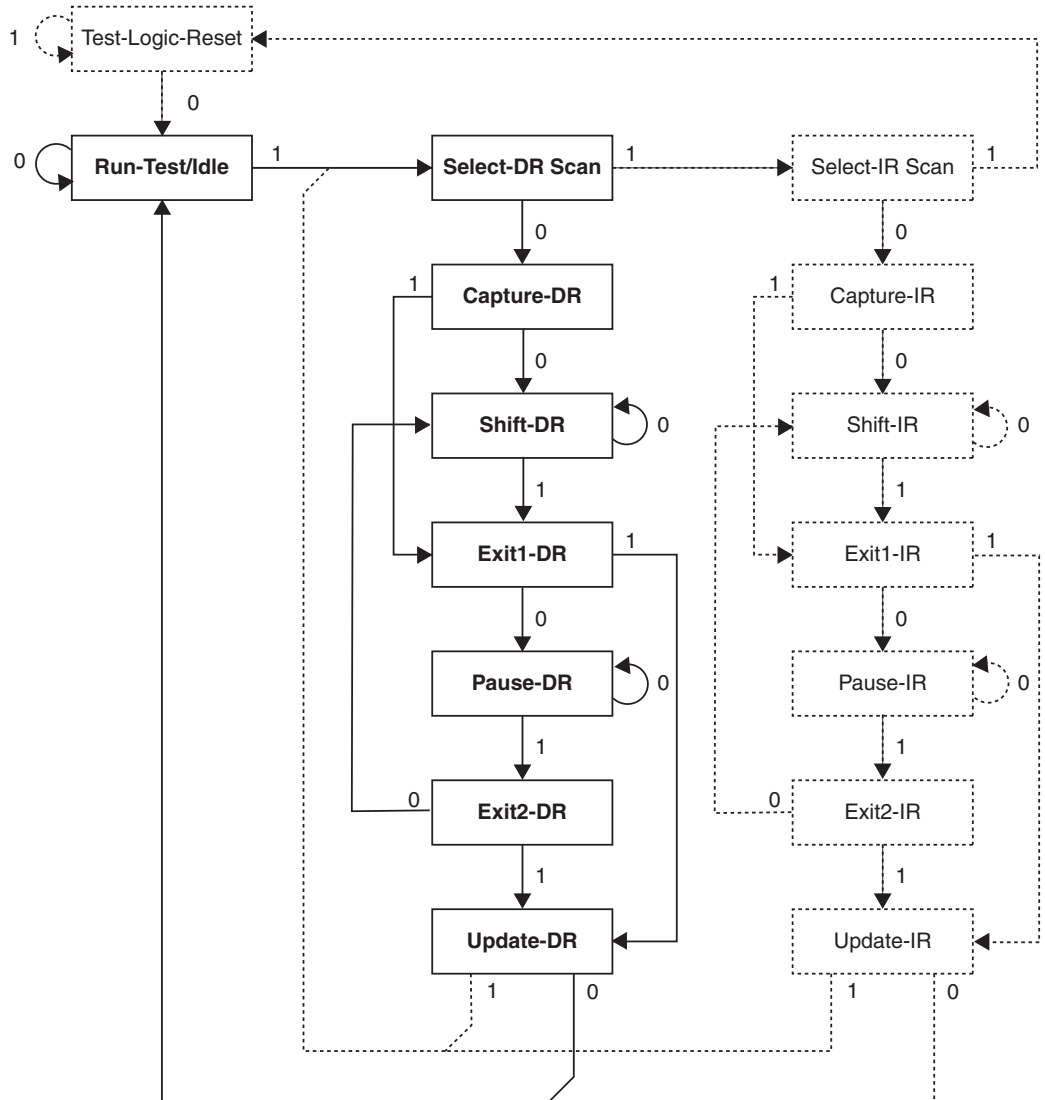 1
Test-Logic-Reset
0
0
Run-Test/Idle
1
Select-DR Scan
1
Select-IR Scan
1
0
0
1
Capture-DR
1
Capture-IR
0
0
Shift-DR
0
Shift-IR
0
1
1
Exit1-DR
1
Exit1-IR
1
0
0
Pause-DR
0
Pause-IR
0
1
1
0
Exit2-DR
0
Exit2-IR
1
1
Update-DR
Update-IR
1
0
1
0